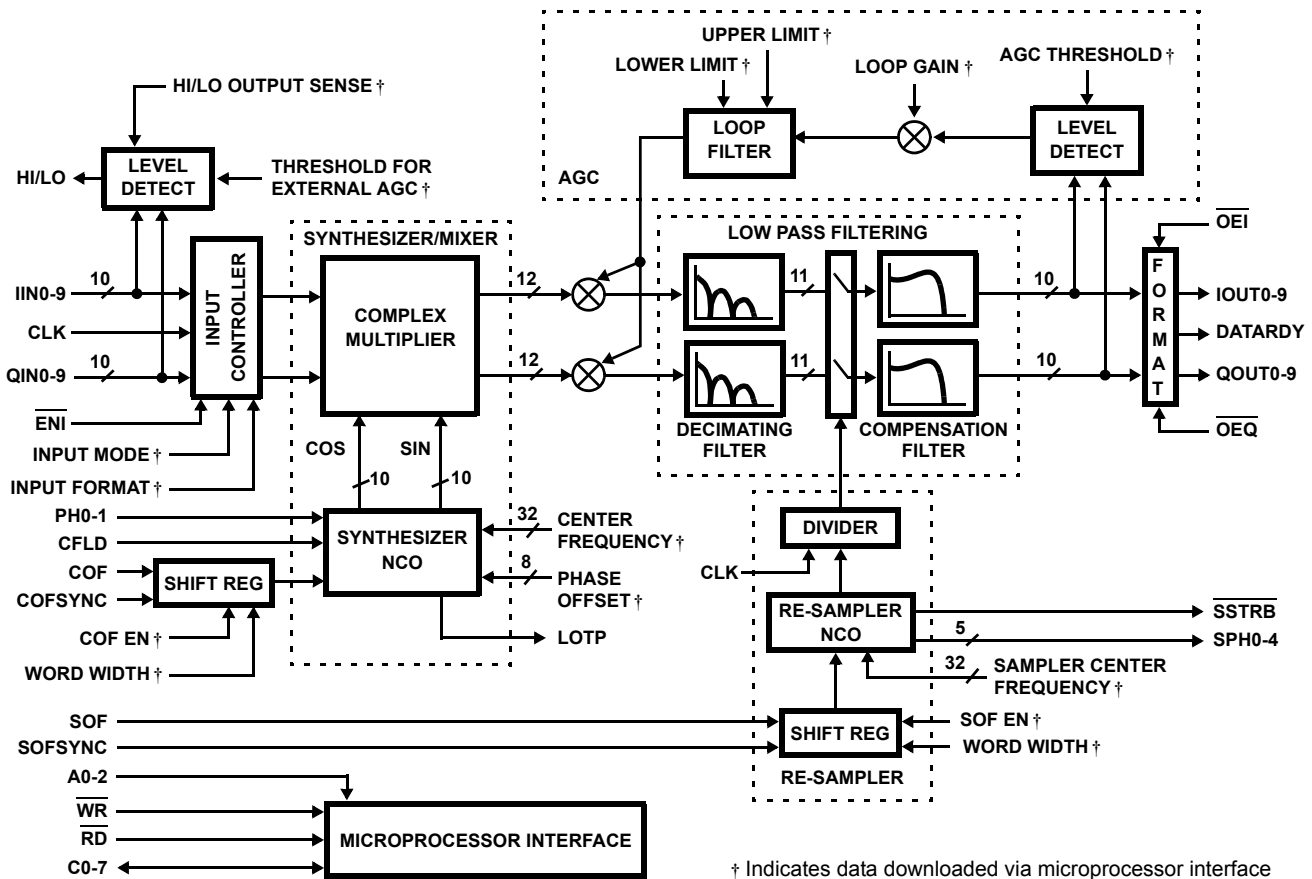 UPPER LIMIT †
LOWER LIMIT †
LOOP GAIN †
AGC THRESHOLD †
HI/LO OUTPUT SENSE †
LOOP
FILTER
LEVEL
DETECT
AGC
HI/LO
LEVEL
DETECT
THRESHOLD FOR
EXTERNAL AGC †
SYNTHESIZER/MIXER
LOW PASS FILTERING
OEI
IIN0-9
10
CLK
QIN0-9
10
INPUT
CONTROLLER
COMPLEX
MULTIPLIER
12
12
11
11
10
10
FORMAT
IOUT0-9
DATARDY
QOUT0-9
OEQ
DECIMATING
FILTER
COMPENSATION
FILTER
ENI
INPUT MODE †
INPUT FORMAT †
COS
SIN
10
10
PH0-1
CFLD
COF
COFSYNC
SHIFT REG
COF EN †
WORD WIDTH †
SYNTHESIZER
NCO
32
CENTER
FREQUENCY †
8
PHASE
OFFSET †
LOTP
DIVIDER
CLK
RE-SAMPLER
NCO
SSTRB
5
SPH0-4
32
SAMPLER CENTER
FREQUENCY †
SOF
SOFSYNC
SHIFT REG
SOF EN †
WORD WIDTH †
RE-SAMPLER
A0-2
WR
RD
C0-7
MICROPROCESSOR INTERFACE
† Indicates data downloaded via microprocessor interface